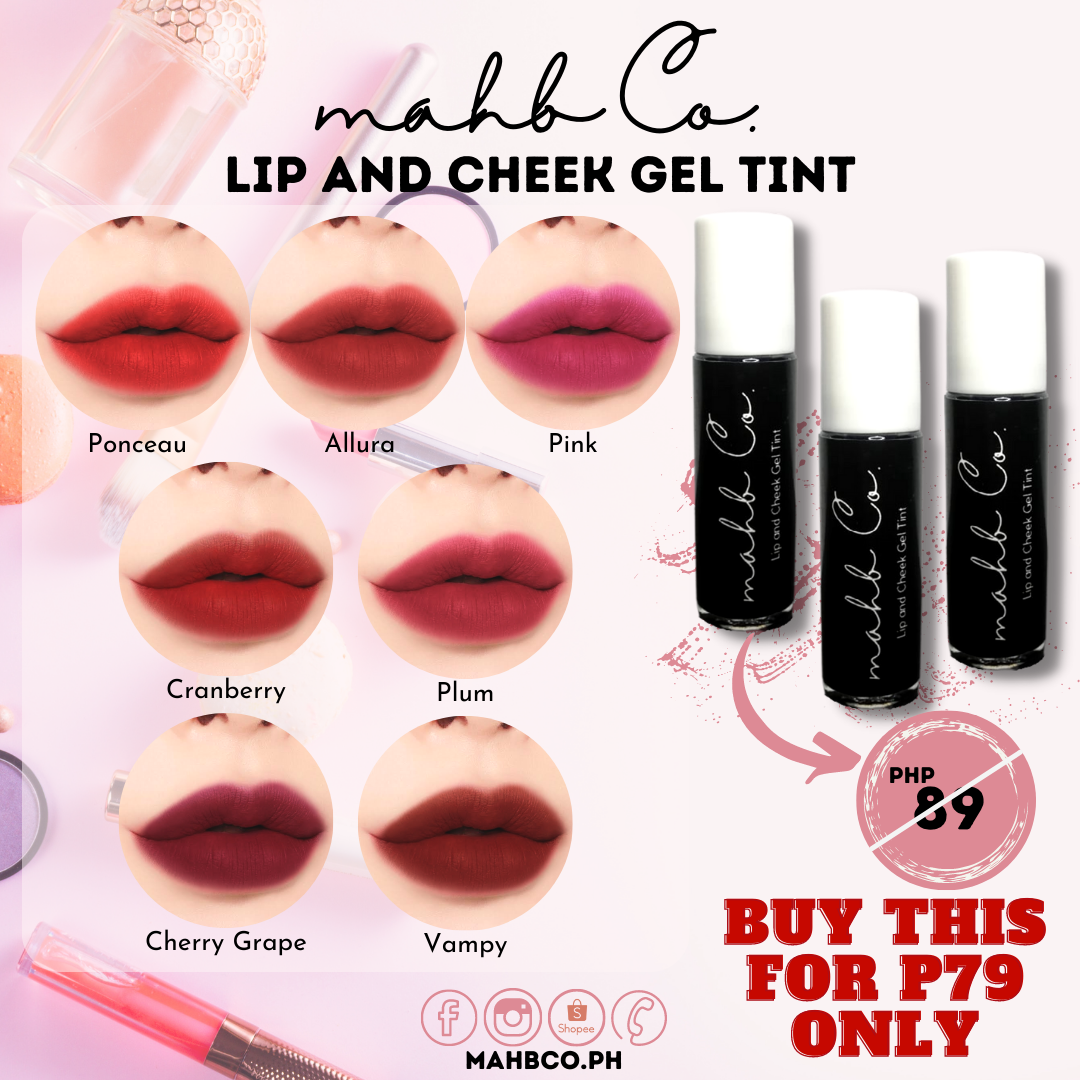 mahb Co.
LIP AND CHEEK GEL TINT
Ponceau
Allura
Pink
Cranberry
Plum
Cherry Grape
Vampy
mahb Co.
Lip and Cheek Gel Tint
mahb Co.
Lip and Cheek Gel Tint
mahb Co.
Lip and Cheek Gel Tint
PHP
89
BUY THIS
FOR P79
ONLY
f
S
Shopee
MAHBCO.PH